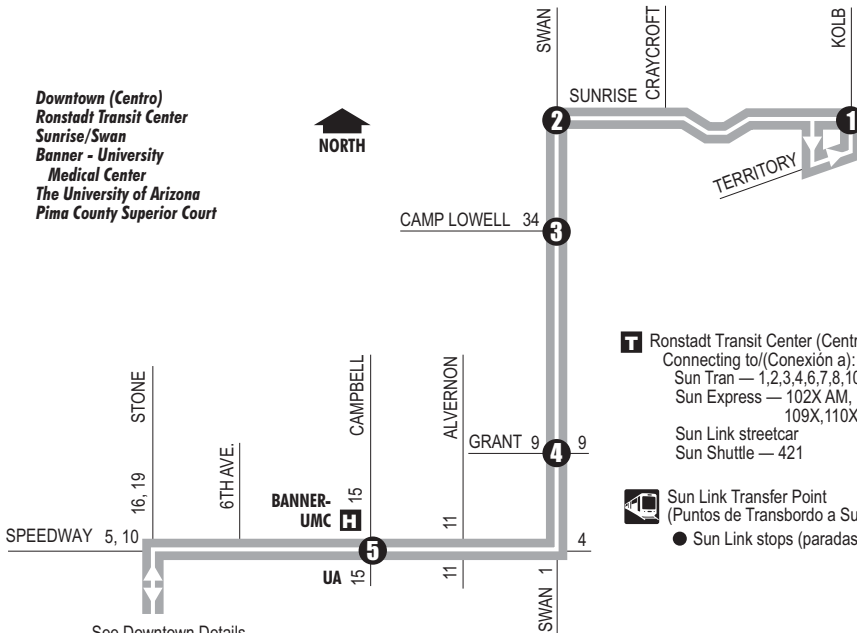 Downtown (Centro)
Ronstadt Transit Center
Sunrise/Swan
Banner - University
Medical Center
The University of Arizona
Pima County Superior Court
NORTH
SWAN
CRAYCROFT
KOLB
SUNRISE
2
1
TERRITORY
CAMP LOWELL 34
3
T Ronstadt Transit Center (Centr
Connecting to/(Conexión a):
Sun Tran — 1,2,3,4,6,7,8,10
Sun Express — 102X AM,
109X,110X
Sun Link streetcar
Sun Shuttle — 421
Sun Link Transfer Point
(Puntos de Transbordo a Su
Sun Link stops (paradas
STONE
16, 19
6TH AVE.
CAMPBELL
15
ALVERNON
11
GRANT 9
4
9
BANNER-
UMC H
SPEEDWAY 5, 10
5
4
UA
15
11
SWAN 1
See Downtown Details